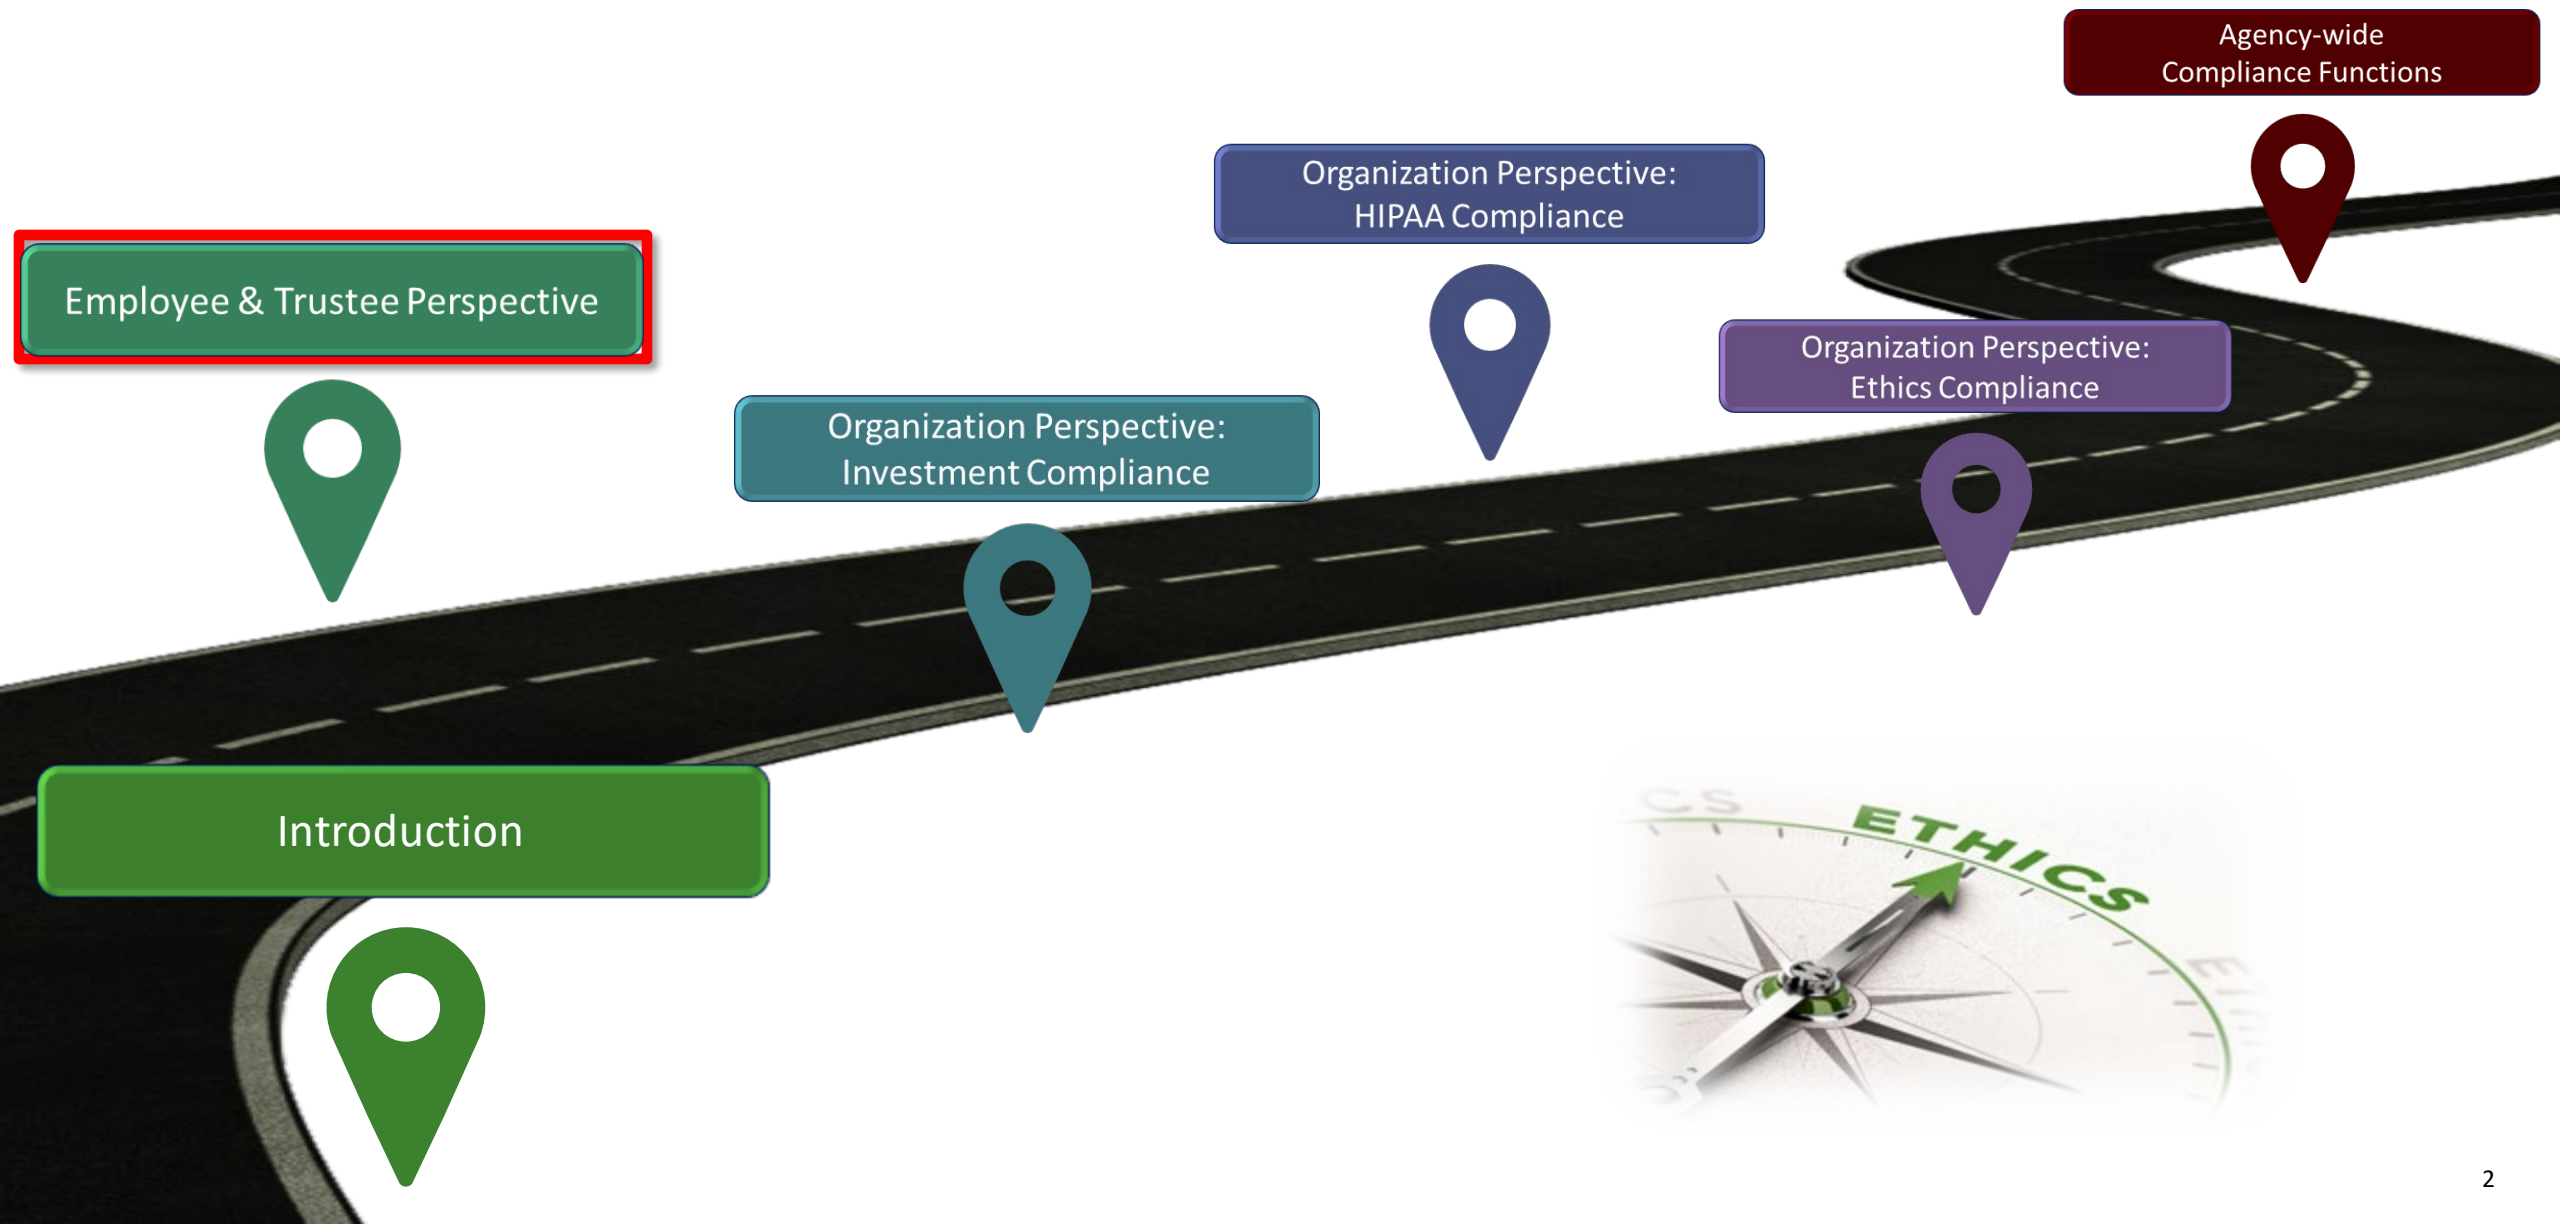 Agency-wide
Compliance Functions
Organization Perspective:
HIPAA Compliance
Employee & Trustee Perspective
Organization Perspective:
Ethics Compliance
Organization Perspective:
Investment Compliance
Introduction
CS
ETHICS
2